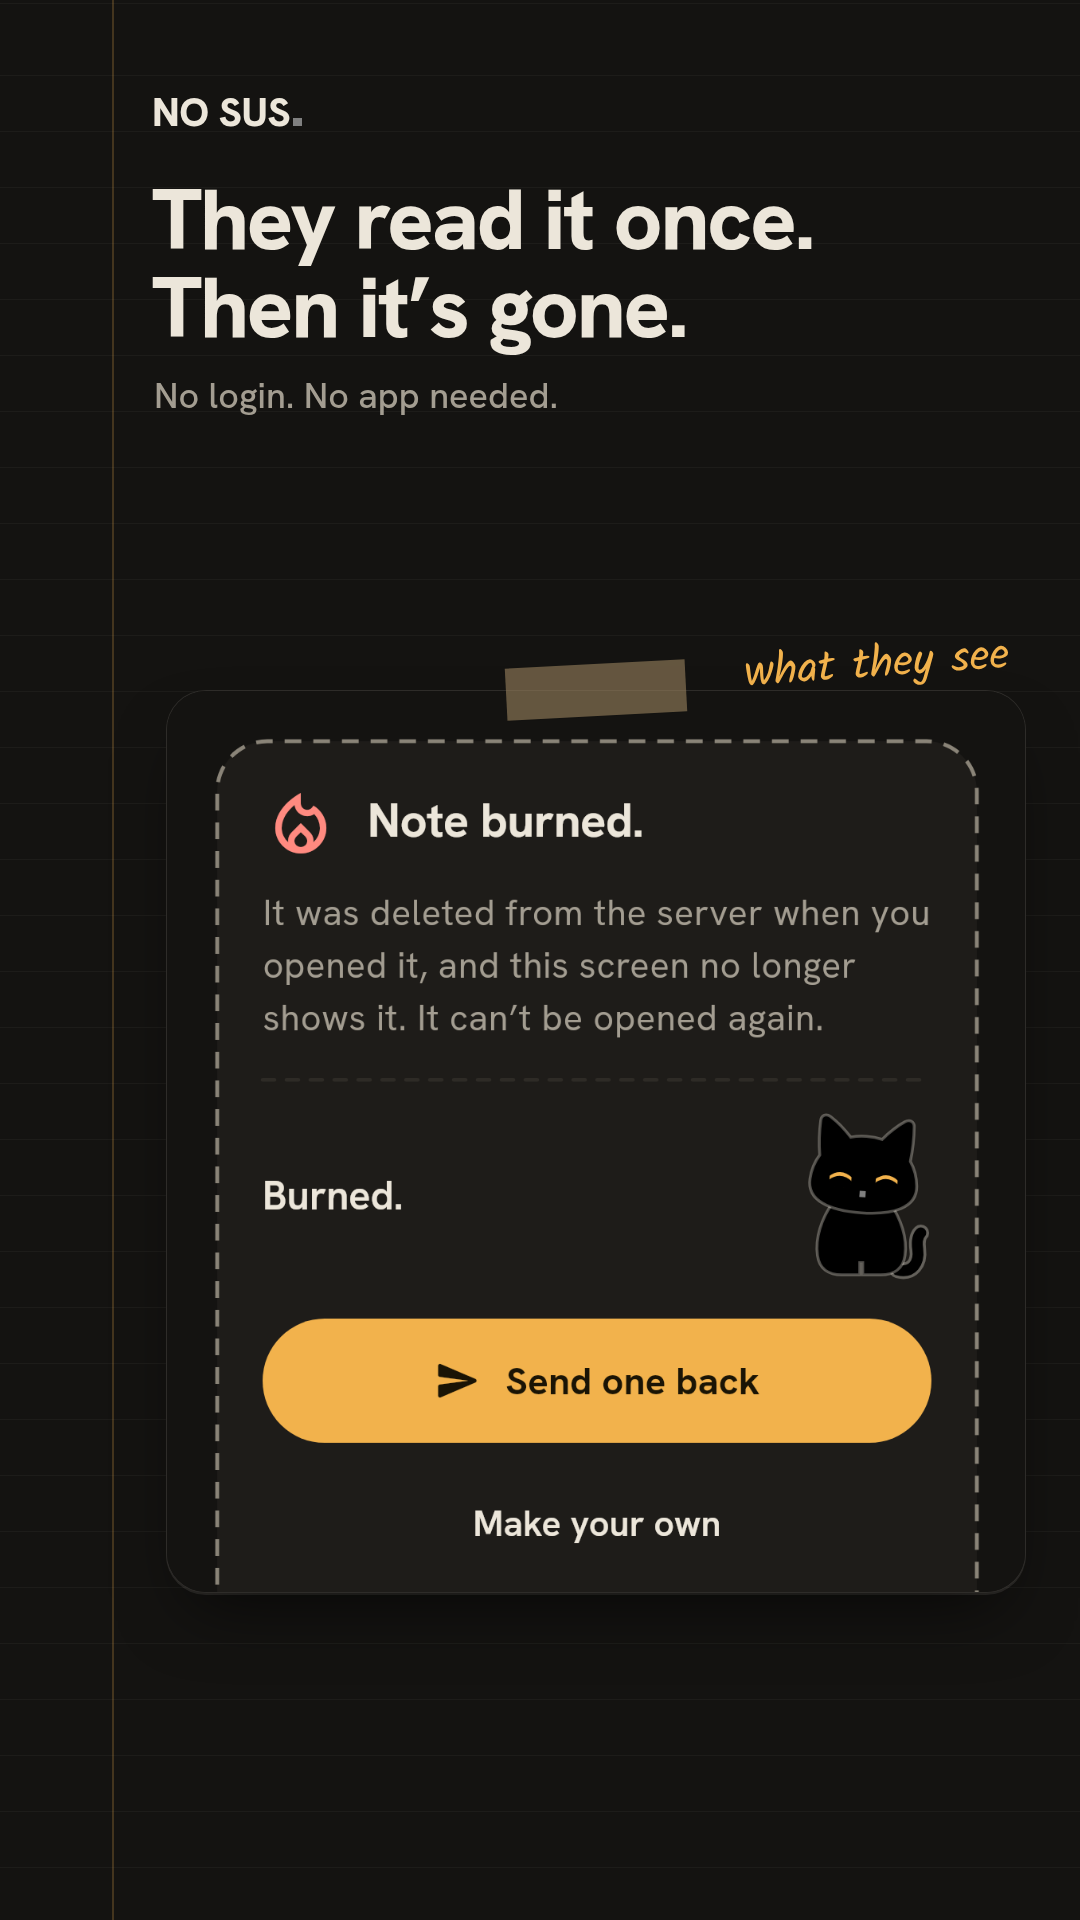 NO SUS.
They read it once.
Then it’s gone.
No login. No app needed.
what they see
Note burned.
It was deleted from the server when you
opened it, and this screen no longer
shows it. It can’t be opened again.
Burned.
Send one back
Make your own